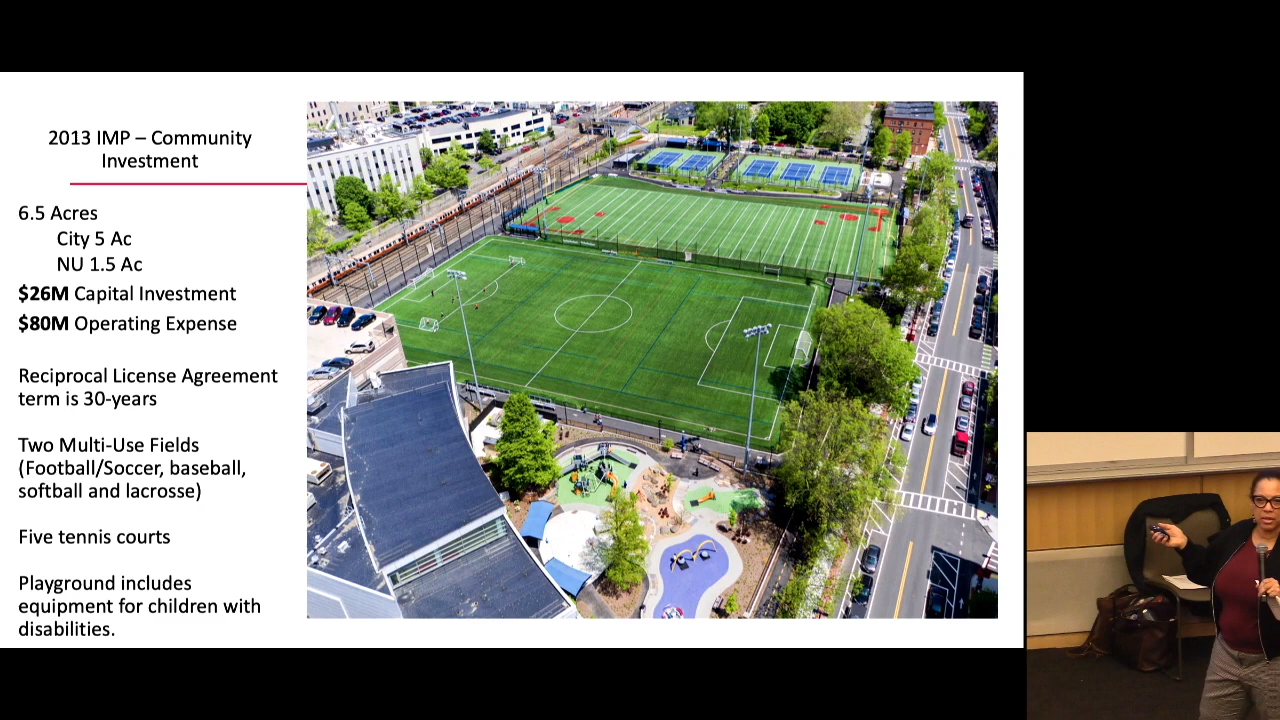 2013 IMP – Community
Investment
6.5 Acres
City 5 Ac
NU 1.5 Ac
$26M Capital Investment
$80M Operating Expense
Reciprocal License Agreement
term is 30-years
Two Multi-Use Fields
(Football/Soccer, baseball,
softball and lacrosse)
Five tennis courts
Playground includes
equipment for children with
disabilities.